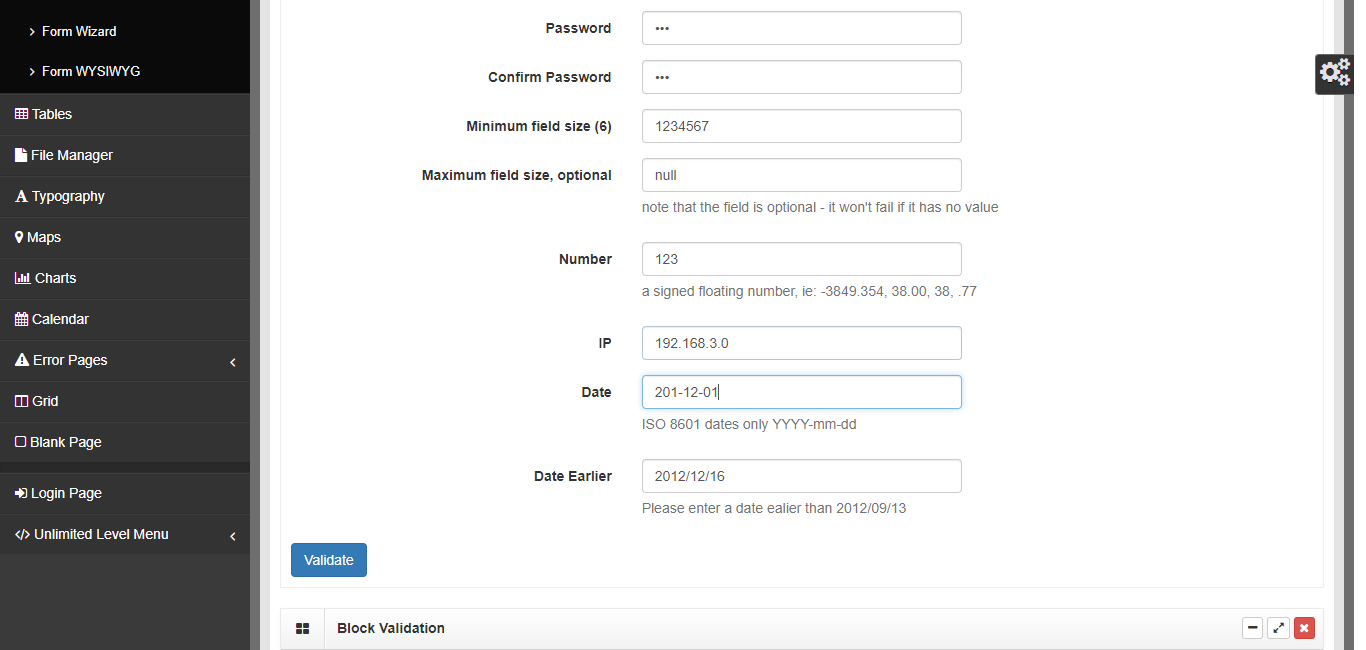 Form Wizard
Form WYSIWYG
Tables
File Manager
Typography
Maps
Charts
Calendar
Error Pages
Grid
Blank Page
Login Page
Unlimited Level Menu
Password •••
Confirm Password •••
Minimum field size (6) 1234567
Maximum field size, optional null
note that the field is optional - it won't fail if it has no value
Number 123
a signed floating number, ie: -3849.354, 38.00, 38, .77
IP 192.168.3.0
Date 201-12-01
ISO 8601 dates only YYYY-mm-dd
Date Earlier 2012/12/16
Please enter a date ealier than 2012/09/13
Validate
Block Validation